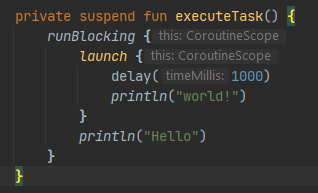 private suspend fun executeTask() {
runBlocking { this: CoroutineScope
launch { this: CoroutineScope
delay( timeMillis: 1000)
println("world!")
}
println("Hello")
}
}